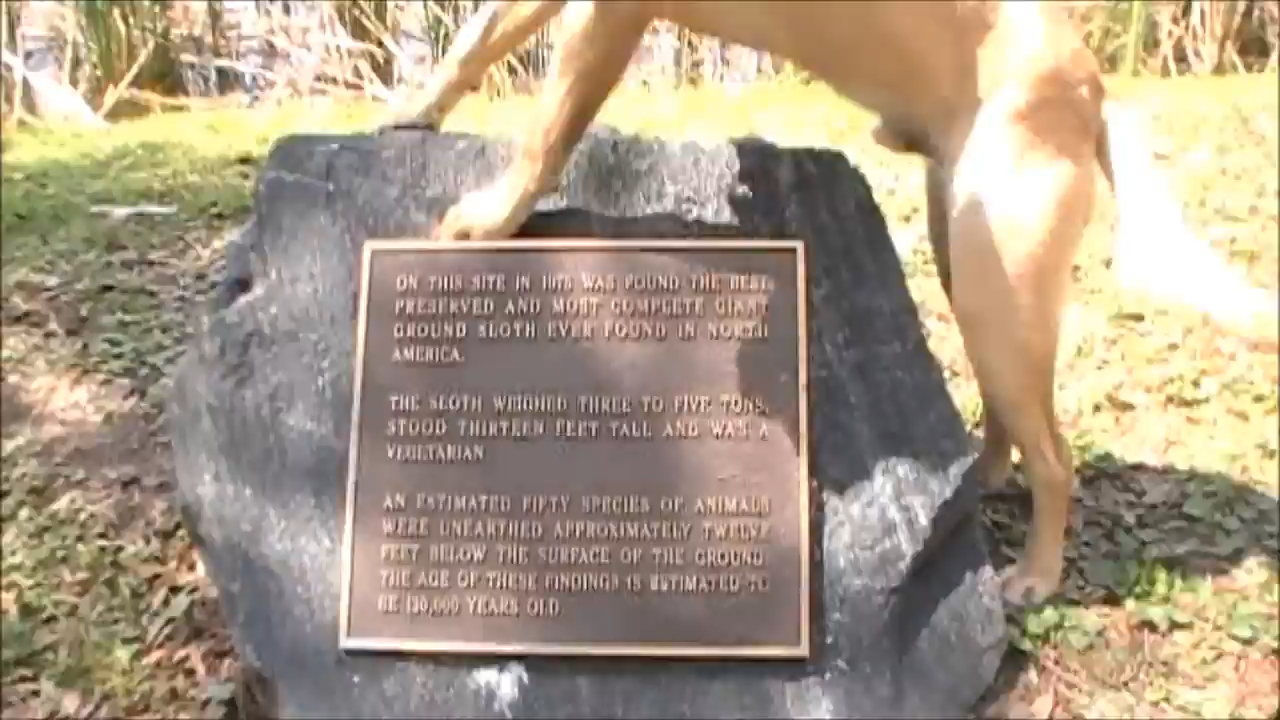 ON THIS SITE IN 1975 WAS FOUND THE BEST
PRESERVED AND MOST COMPLETE GIANT
GROUND SLOTH EVER FOUND IN NORTH
AMERICA.
THE SLOTH WEIGHED THREE TO FIVE TONS,
STOOD THIRTEEN FEET TALL AND WAS A
VEGETARIAN.
AN ESTIMATED FIFTY SPECIES OF ANIMALS
WERE UNEARTHED APPROXIMATELY TWELVE
FEET BELOW THE SURFACE OF THE GROUND.
THE AGE OF THESE FINDINGS IS ESTIMATED TO
BE 130,000 YEARS OLD.